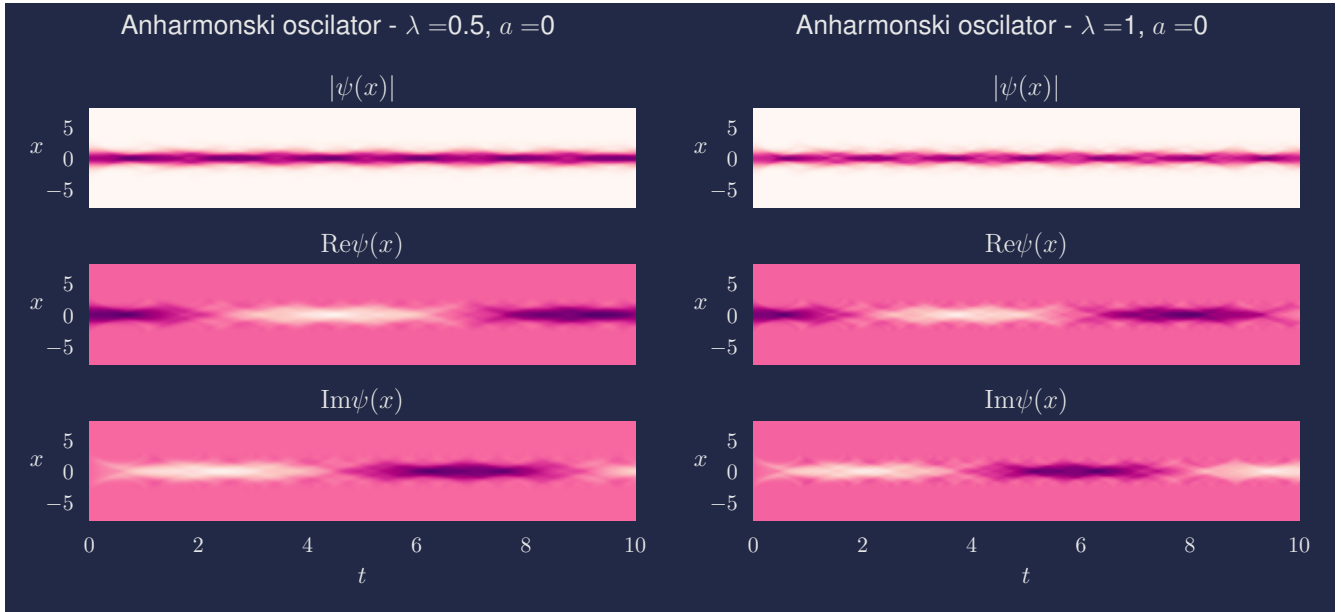 Anharmonski oscilator - λ =0.5, a =0
|ψ(x)|
5
x
0
−5
Reψ(x)
5
x
0
−5
Imψ(x)
5
x
0
−5
0 2 4 6 8 10
t
Anharmonski oscilator - λ =1, a =0
|ψ(x)|
5
x
0
−5
Reψ(x)
5
x
0
−5
Imψ(x)
5
x
0
−5
0 2 4 6 8 10
t